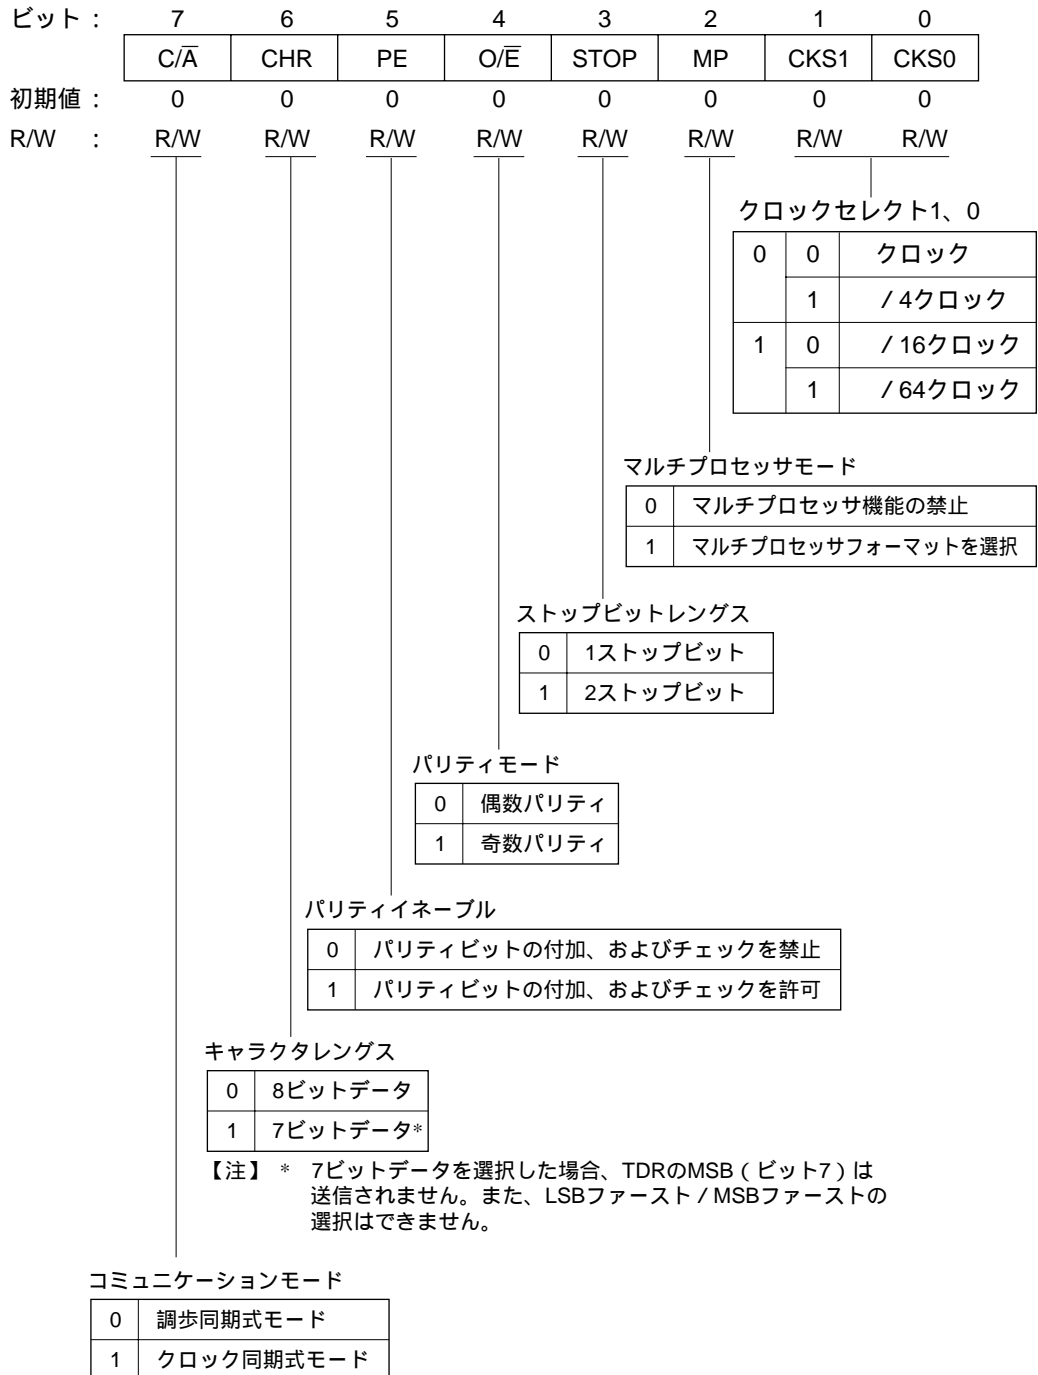 ビット： 7 6 5 4 3 2 1 0
C/A̅ CHR PE O/E̅ STOP MP CKS1 CKS0
初期値： 0 0 0 0 0 0 0 0
R/W ： R/W R/W R/W R/W R/W R/W R/W R/W
クロックセレクト1、0
0 0 クロック
1 / 4クロック
1 0 / 16クロック
1 / 64クロック
マルチプロセッサモード
0 マルチプロセッサ機能の禁止
1 マルチプロセッサフォーマットを選択
ストップビットレングス
0 1ストップビット
1 2ストップビット
パリティモード
0 偶数パリティ
1 奇数パリティ
パリティイネーブル
0 パリティビットの付加、およびチェックを禁止
1 パリティビットの付加、およびチェックを許可
キャラクタレングス
0 8ビットデータ
1 7ビットデータ*
【注】 * 7ビットデータを選択した場合、TDRのMSB（ビット7）は
送信されません。また、LSBファースト / MSBファーストの
選択はできません。
コミュニケーションモード
0 調歩同期式モード
1 クロック同期式モード